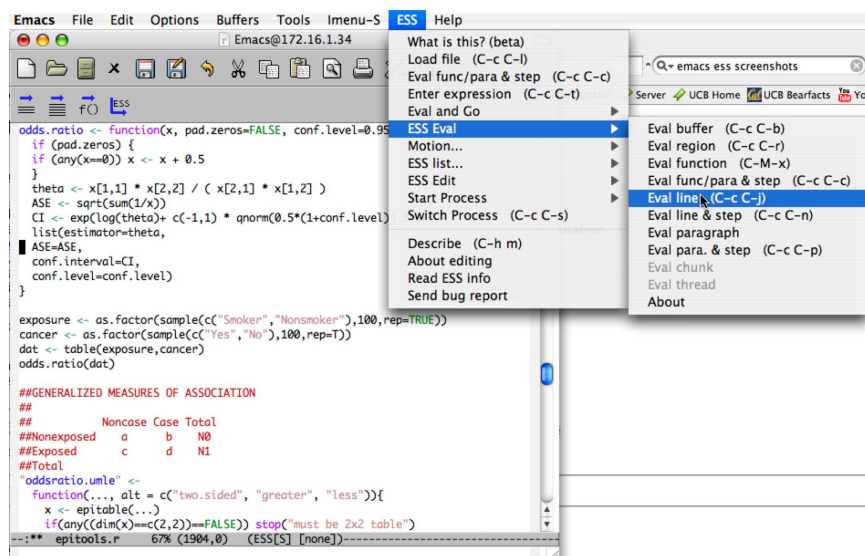 Emacs File Edit Options Buffers Tools Imenu-S ESS Help
Emacs@172.16.1.34
emacs ess screenshots
Server UCB Home UCB Bearfacts
What is this? (beta)
Load file (C-c C-l)
Eval func/para & step (C-c C-c)
Enter expression (C-c C-t)
Eval and Go
ESS Eval
Motion...
ESS list...
ESS Edit
Start Process
Switch Process (C-c C-s)
Describe (C-h m)
About editing
Read ESS info
Send bug report
Eval buffer (C-c C-b)
Eval region (C-c C-r)
Eval function (C-M-x)
Eval func/para & step (C-c C-c)
Eval line (C-c C-j)
Eval line & step (C-c C-n)
Eval paragraph
Eval para. & step (C-c C-p)
Eval chunk
Eval thread
About
f() ESS
odds.ratio <- function(x, pad.zeros=FALSE, conf.level=0.95
if (pad.zeros) {
if (any(x==0)) x <- x + 0.5
}
theta <- x[1,1] * x[2,2] / ( x[2,1] * x[1,2] )
ASE <- sqrt(sum(1/x))
CI <- exp(log(theta)+ c(-1,1) * qnorm(0.5*(1+conf.level)
list(estimator=theta,
ASE=ASE,
conf.interval=CI,
conf.level=conf.level)
}
exposure <- as.factor(sample(c("Smoker","Nonsmoker"),100,rep=TRUE))
cancer <- as.factor(sample(c("Yes","No"),100,rep=T))
dat <- table(exposure,cancer)
odds.ratio(dat)
##GENERALIZED MEASURES OF ASSOCIATION
##
## Noncase Case Total
##Nonexposed a b N0
##Exposed c d N1
##Total
"oddsratio.umle" <-
function(..., alt = c("two.sided", "greater", "less")){
x <- epitable(...)
if(any((dim(x)==c(2,2))==FALSE)) stop("must be 2x2 table")
--:** epitools.r 67% (1904,0) (ESS[S] [none])--